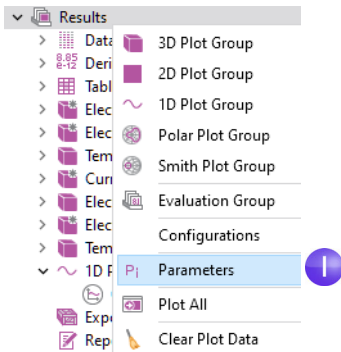 Results
Data
3D Plot Group
8.85
e-12 Deri
2D Plot Group
Tabl
1D Plot Group
Elec
Elec
Polar Plot Group
Tem
Smith Plot Group
Curr
Elec
Evaluation Group
Elec
Configurations
Tem
1D P
Pi Parameters
I
Plot All
Expo
Rep
Clear Plot Data